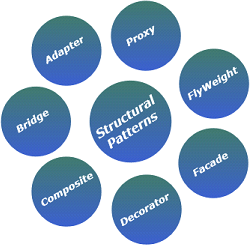 Adapter
Proxy
FlyWeight
Bridge
Structural
Patterns
Facade
Composite
Decorator